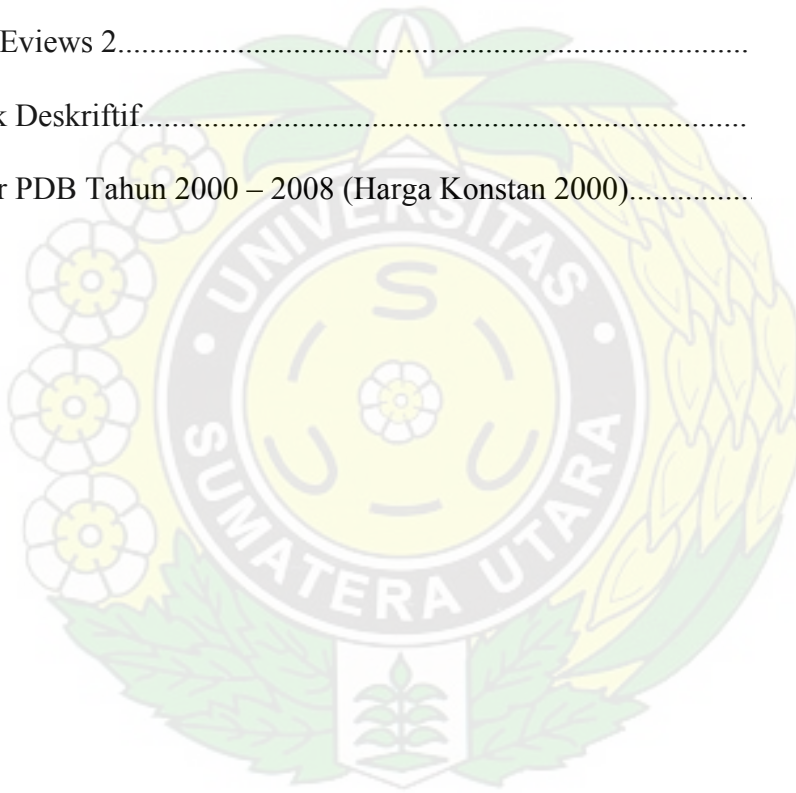 Eviews 2..............................................................................
k Deskriftif...........................................................................
r PDB Tahun 2000 – 2008 (Harga Konstan 2000)...............
UNIVERSITAS
S
U
U
SUMATERA UTARA